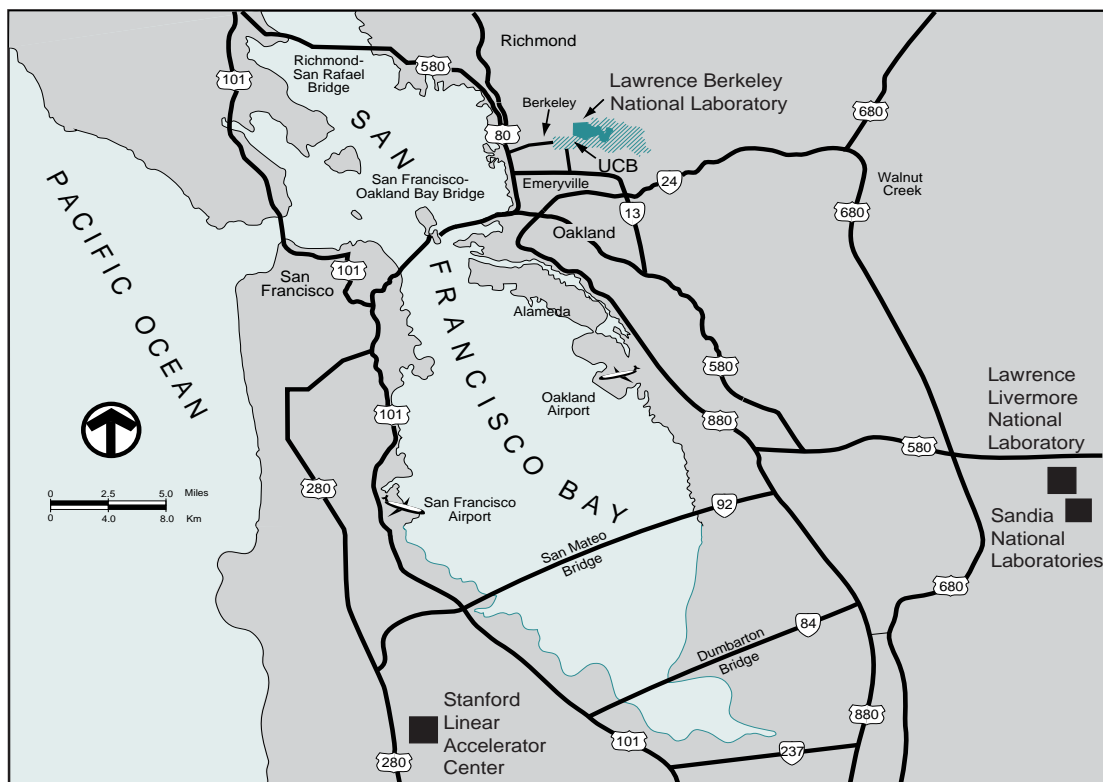 Richmond
Richmond-
San Rafael
Bridge
580
101
Lawrence Berkeley
National Laboratory
Berkeley
680
80
UCB
SAN
FRANCISCO BAY
San Francisco-
Oakland Bay Bridge
Emeryville
24
Walnut
Creek
13
680
PACIFIC OCEAN
Oakland
San
Francisco
101
Alameda
580
Oakland
Airport
Lawrence
Livermore
National
Laboratory
101
880
580
280
0 2.5 5.0 Miles
0 4.0 8.0 Km
San Francisco
Airport
92
Sandia
National
Laboratories
San Mateo
Bridge
680
84
Dumbarton
Bridge
Stanford
Linear
Accelerator
Center
880
101
237
280